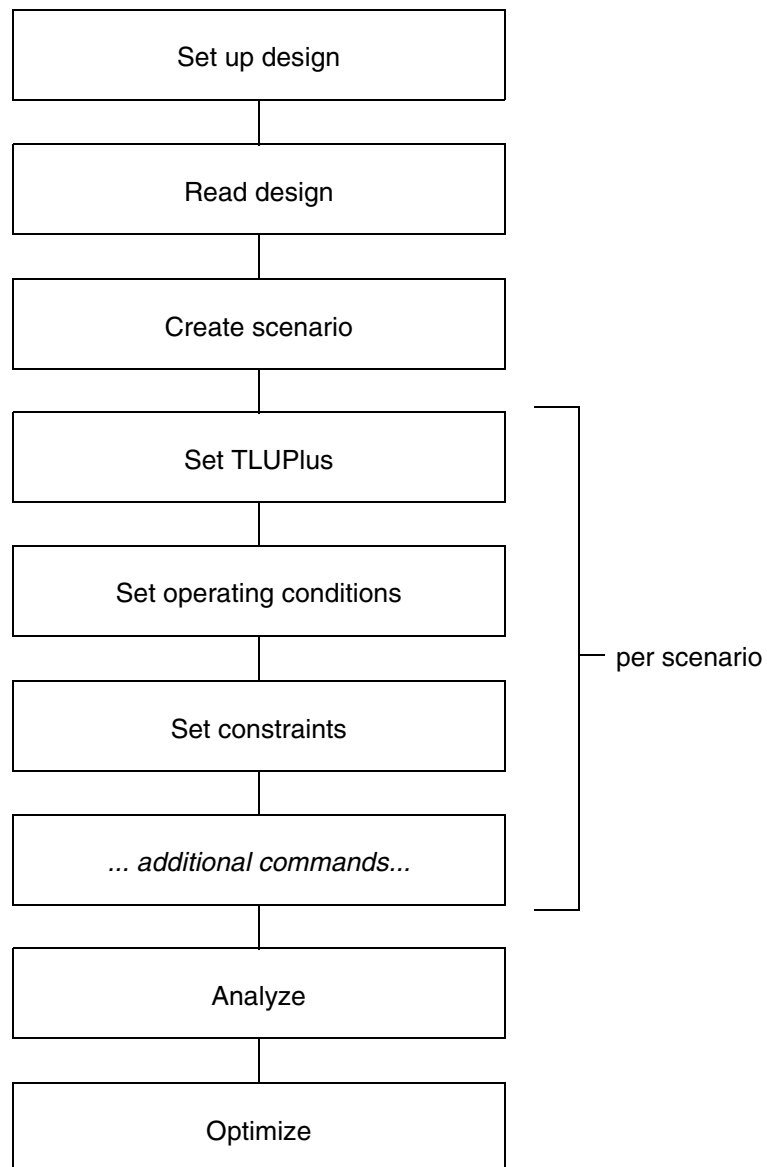 Set up design
Read design
Create scenario
Set TLUPlus
Set operating conditions
per scenario
Set constraints
... additional commands...
Analyze
Optimize